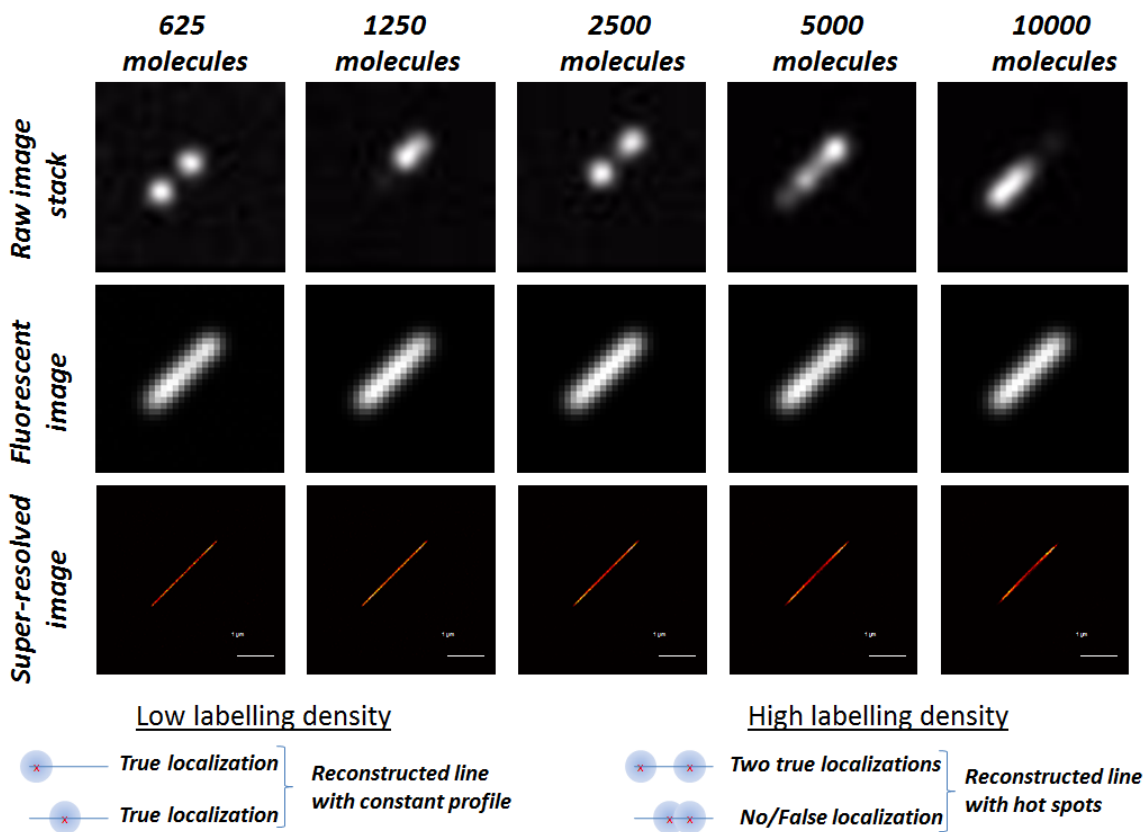 625 molecules
1250 molecules
2500 molecules
5000 molecules
10000 molecules
Raw image stack
Fluorescent image
Super-resolved image
1 µm
1 µm
1 µm
1 µm
1 µm
Low labelling density
High labelling density
x True localization
x True localization
Reconstructed line
with constant profile
x x Two true localizations
x x No/False localization
Reconstructed line
with hot spots